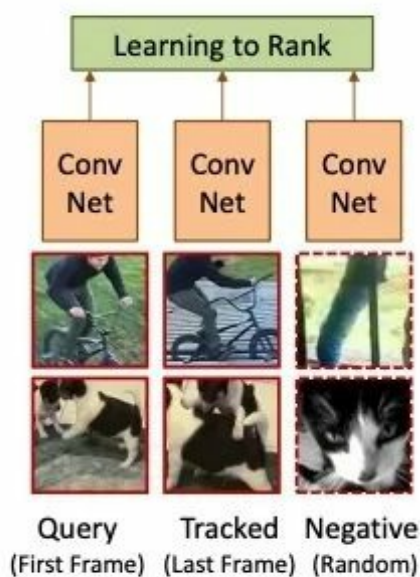 Learning to Rank
Conv Conv Conv
Net Net Net
Query Tracked Negative
(First Frame) (Last Frame) (Random)